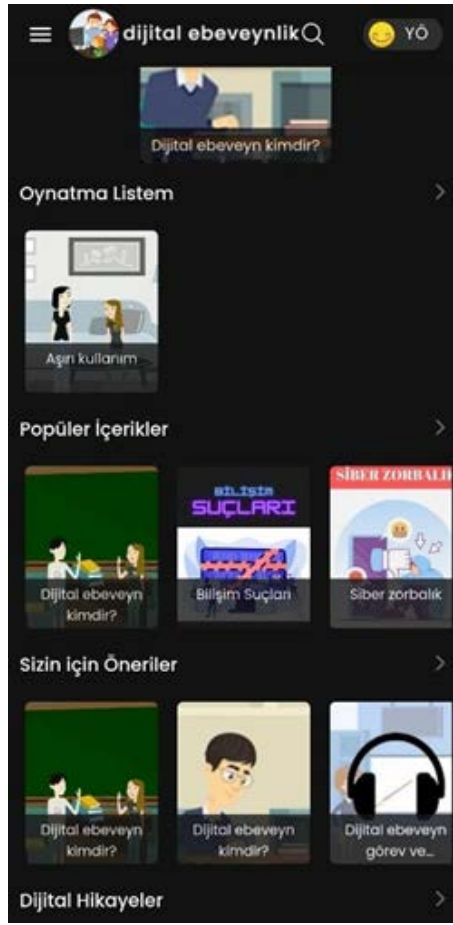 dijital ebeveynlik
YÖ
Dijital ebeveyn kimdir?
Oynatma Listem
Aşırı kullanım
Popüler İçerikler
BİLİŞİM
SUÇLARI
SİBER ZORBALIK
Dijital ebeveyn
kimdir?
Bilişim Suçları
Siber zorbalık
Sizin için Öneriler
Dijital ebeveyn
kimdir?
Dijital ebeveyn
kimdir?
Dijital ebeveyn
görev ve...
Dijital Hikayeler